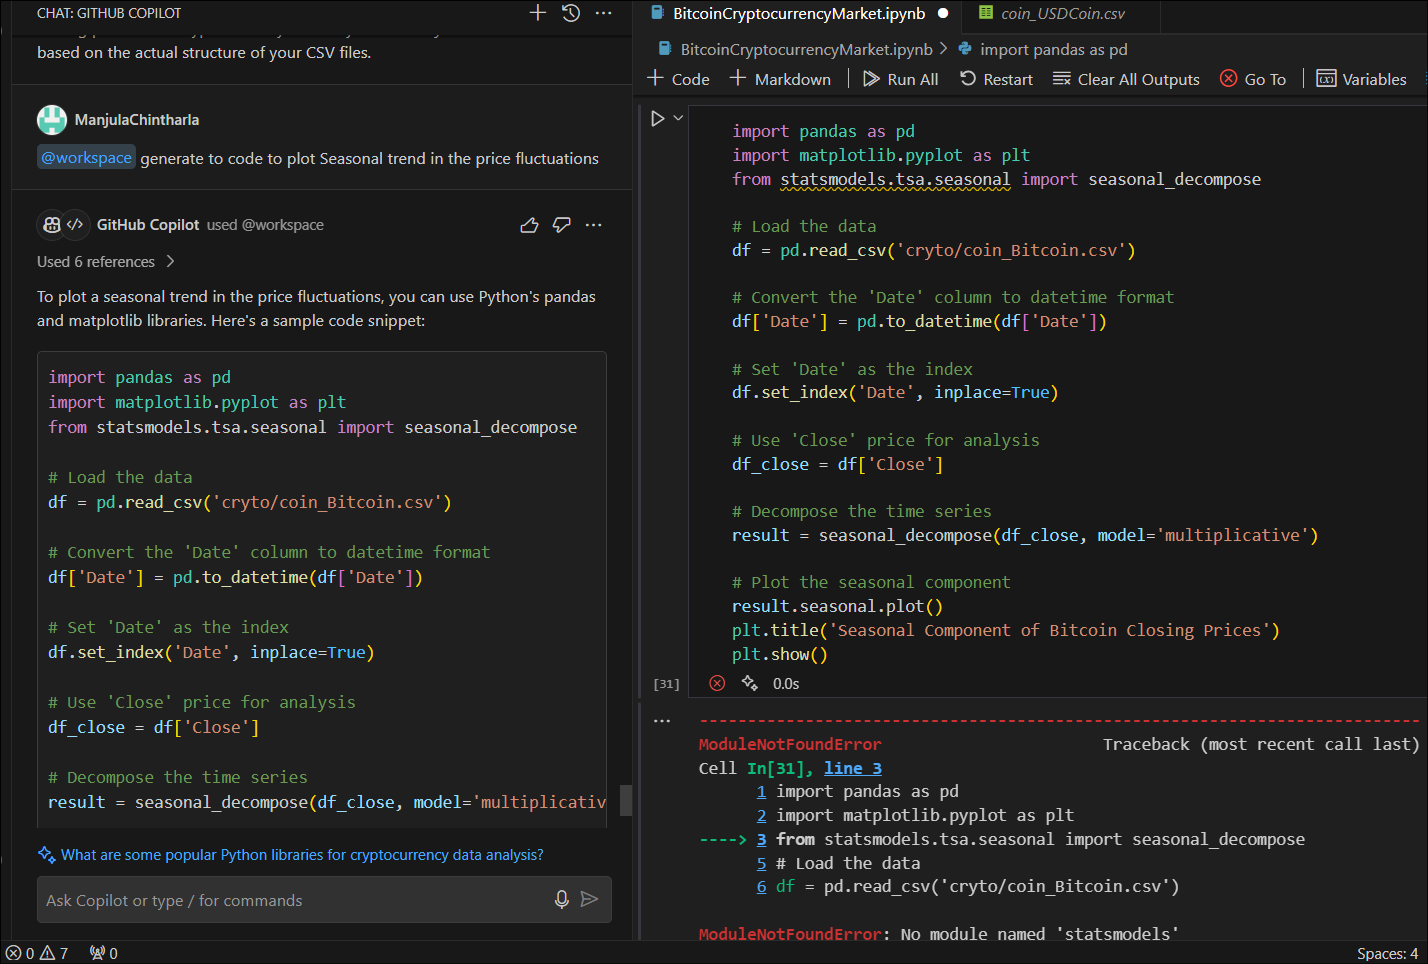 CHAT: GITHUB COPILOT
based on the actual structure of your CSV files.
ManjulaChintharla
@workspace generate to code to plot Seasonal trend in the price fluctuations
GitHub Copilot used @workspace
Used 6 references
To plot a seasonal trend in the price fluctuations, you can use Python's pandas
and matplotlib libraries. Here's a sample code snippet:
import pandas as pd
import matplotlib.pyplot as plt
from statsmodels.tsa.seasonal import seasonal_decompose
# Load the data
df = pd.read_csv('cryto/coin_Bitcoin.csv')
# Convert the 'Date' column to datetime format
df['Date'] = pd.to_datetime(df['Date'])
# Set 'Date' as the index
df.set_index('Date', inplace=True)
# Use 'Close' price for analysis
df_close = df['Close']
# Decompose the time series
result = seasonal_decompose(df_close, model='multiplicativ
What are some popular Python libraries for cryptocurrency data analysis?
Ask Copilot or type / for commands
0 7 0
BitcoinCryptocurrencyMarket.ipynb
coin_USDCoin.csv
BitcoinCryptocurrencyMarket.ipynb > import pandas as pd
+ Code + Markdown | Run All Restart Clear All Outputs Go To | Variables
import pandas as pd
import matplotlib.pyplot as plt
from statsmodels.tsa.seasonal import seasonal_decompose
# Load the data
df = pd.read_csv('cryto/coin_Bitcoin.csv')
# Convert the 'Date' column to datetime format
df['Date'] = pd.to_datetime(df['Date'])
# Set 'Date' as the index
df.set_index('Date', inplace=True)
# Use 'Close' price for analysis
df_close = df['Close']
# Decompose the time series
result = seasonal_decompose(df_close, model='multiplicative')
# Plot the seasonal component
result.seasonal.plot()
plt.title('Seasonal Component of Bitcoin Closing Prices')
plt.show()
[31] 0.0s
---------------------------------------------------------------------------
ModuleNotFoundError Traceback (most recent call last)
Cell In[31], line 3
1 import pandas as pd
2 import matplotlib.pyplot as plt
----> 3 from statsmodels.tsa.seasonal import seasonal_decompose
5 # Load the data
6 df = pd.read_csv('cryto/coin_Bitcoin.csv')
ModuleNotFoundError: No module named 'statsmodels'
Spaces: 4